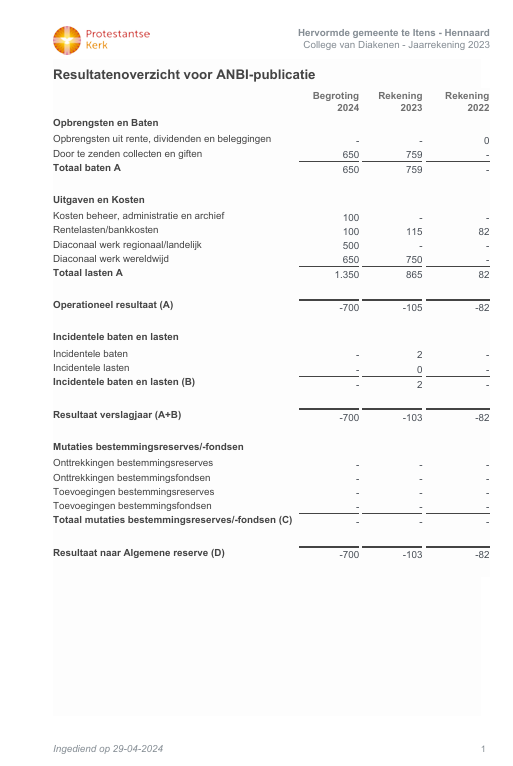 Protestantse
Kerk
Hervormde gemeente te Itens - Hennaard
College van Diakenen - Jaarrekening 2023
Resultatenoverzicht voor ANBI-publicatie
Begroting Rekening Rekening
2024 2023 2022
Opbrengsten en Baten
Opbrengsten uit rente, dividenden en beleggingen - - 0
Door te zenden collecten en giften 650 759 -
Totaal baten A 650 759 -
Uitgaven en Kosten
Kosten beheer, administratie en archief 100 - -
Rentelasten/bankkosten 100 115 82
Diaconaal werk regionaal/landelijk 500 - -
Diaconaal werk wereldwijd 650 750 -
Totaal lasten A 1.350 865 82
Operationeel resultaat (A) -700 -105 -82
Incidentele baten en lasten
Incidentele baten - 2 -
Incidentele lasten - 0 -
Incidentele baten en lasten (B) - 2 -
Resultaat verslagjaar (A+B) -700 -103 -82
Mutaties bestemmingsreserves/-fondsen
Onttrekkingen bestemmingsreserves - - -
Onttrekkingen bestemmingsfondsen - - -
Toevoegingen bestemmingsreserves - - -
Toevoegingen bestemmingsfondsen - - -
Totaal mutaties bestemmingsreserves/-fondsen (C) - - -
Resultaat naar Algemene reserve (D) -700 -103 -82
Ingediend op 29-04-2024 1